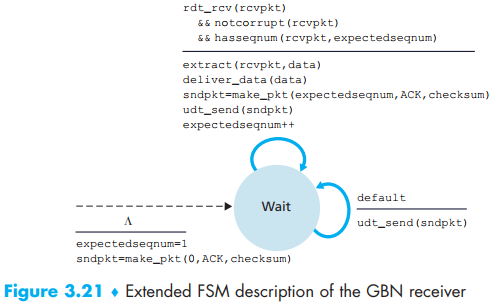 rdt_rcv(rcvpkt)
&& notcorrupt(rcvpkt)
&& hasseqnum(rcvpkt,expectedseqnum)
extract(rcvpkt,data)
deliver_data(data)
sndpkt=make_pkt(expectedseqnum,ACK,checksum)
udt_send(sndpkt)
expectedseqnum++
Wait
default
udt_send(sndpkt)
Λ
expectedseqnum=1
sndpkt=make_pkt(0,ACK,checksum)
Figure 3.21 ♦ Extended FSM description of the GBN receiver